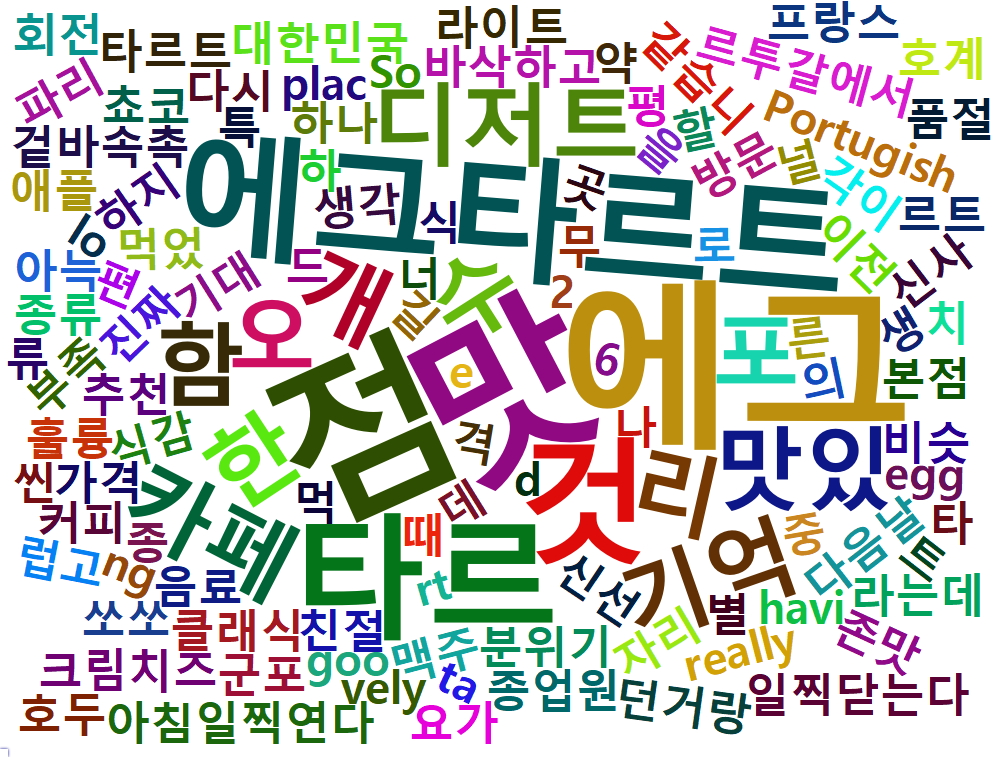 회전
타르트
대한민국
라이트
프랑스
파리
쵸코
다시
plac
So
바삭하고
약
같습니
르투갈에서
호계
겉바속촉
특
하나
디저트
평
을
할
방문
널
Portugish
품절
애플
하지
에그타르트
하
생각
식
곳
각이
르트
lo
먹었
아늑
편
진짜
기대
드
개
너
길
수
무
2
로
이전
신사
종류
류
부족
추천
함
오
점
맛
e
에그
6
포
른
의
생
치
본점
훌륭
식감
한
격
나
맛있
비슷
egg
씬
가격
커피
종
카페
먹
타르
때
데
d
것
리
기억
중
다음
날
트
타
럽고
ng
음료
rt
신선
별
havi
라는데
쏘쏘
클래식
친절
goo
맥주
분위기
자리
really
존맛
크림치즈
군포
vely
ta
종업원
던거랑
일찍닫는다
호두
아침일찍연다
요가